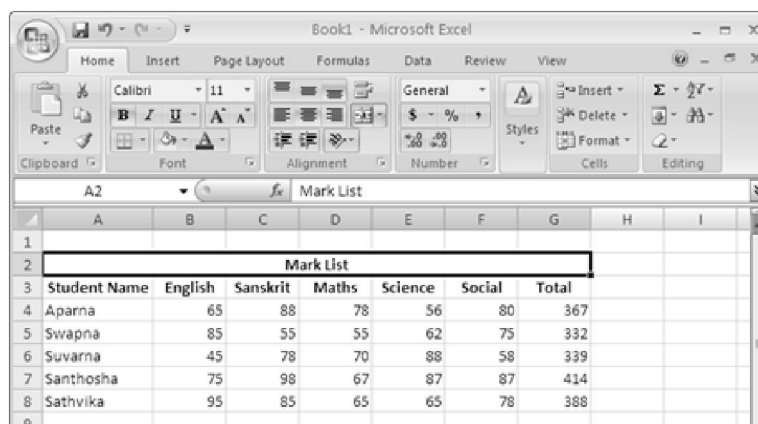 Book1 - Microsoft Excel
Home Insert Page Layout Formulas Data Review View
Paste
Calibri 11
B I U A A
A
General
$ % ,
Styles
Insert
Delete
Format
Σ
Clipboard Font Alignment Number Cells Editing
A2 fx Mark List
A B C D E F G H I
1
2 Mark List
3 Student Name English Sanskrit Maths Science Social Total
4 Aparna 65 88 78 56 80 367
5 Swapna 85 55 55 62 75 332
6 Suvarna 45 78 70 88 58 339
7 Santhosha 75 98 67 87 87 414
8 Sathvika 95 85 65 65 78 388
9